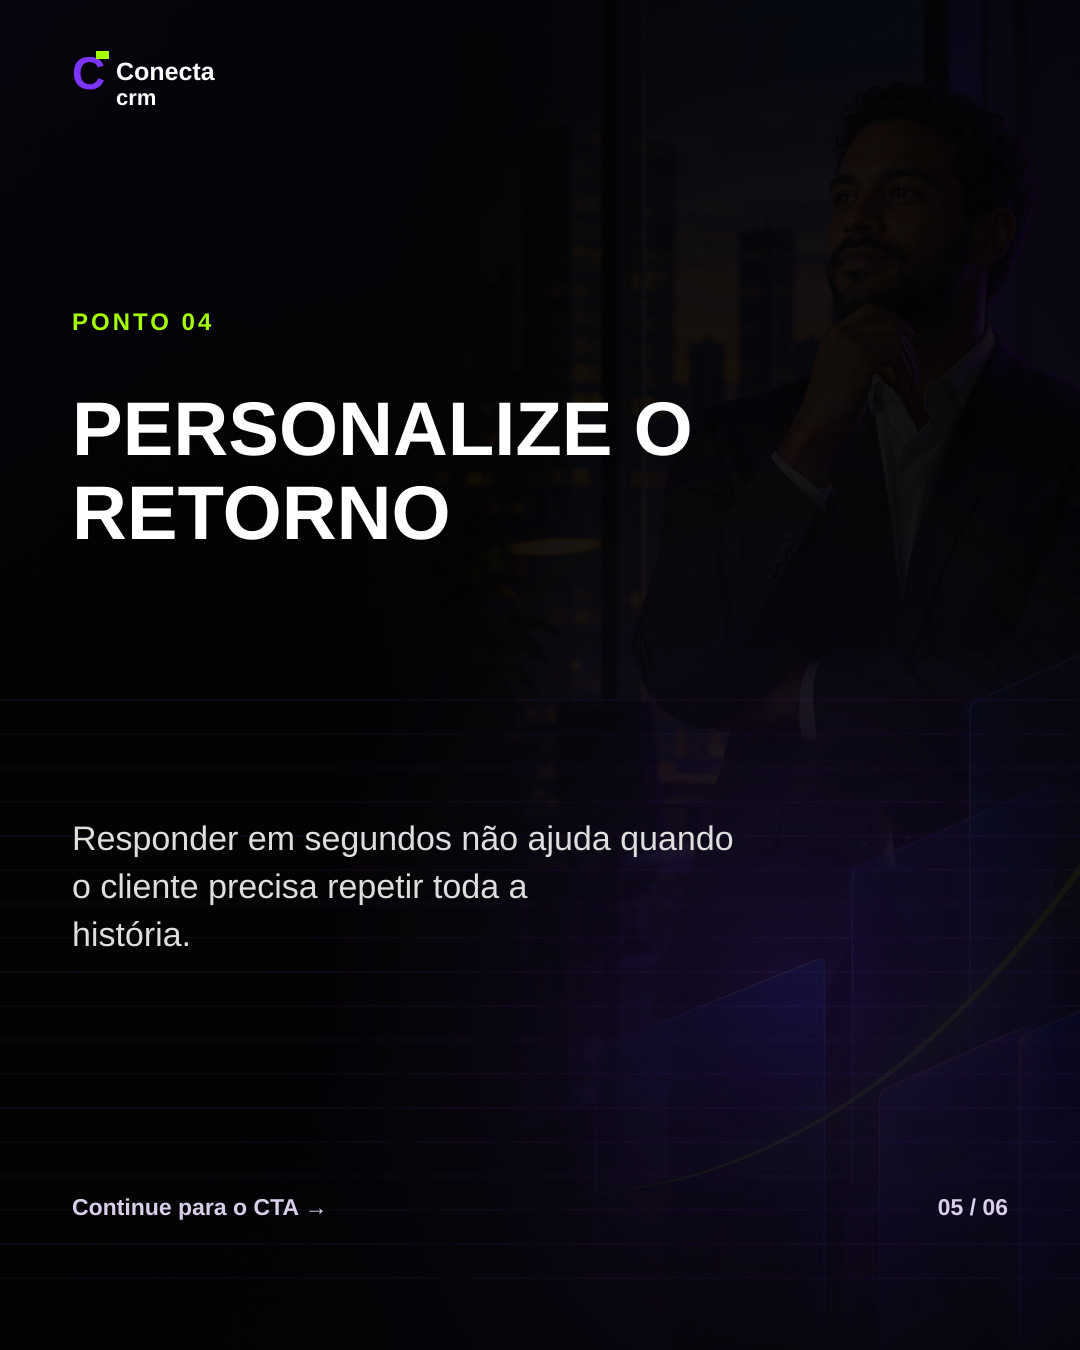 Conecta
crm
PONTO 04
PERSONALIZE O
RETORNO
Responder em segundos não ajuda quando
o cliente precisa repetir toda a
história.
Continue para o CTA →
05 / 06